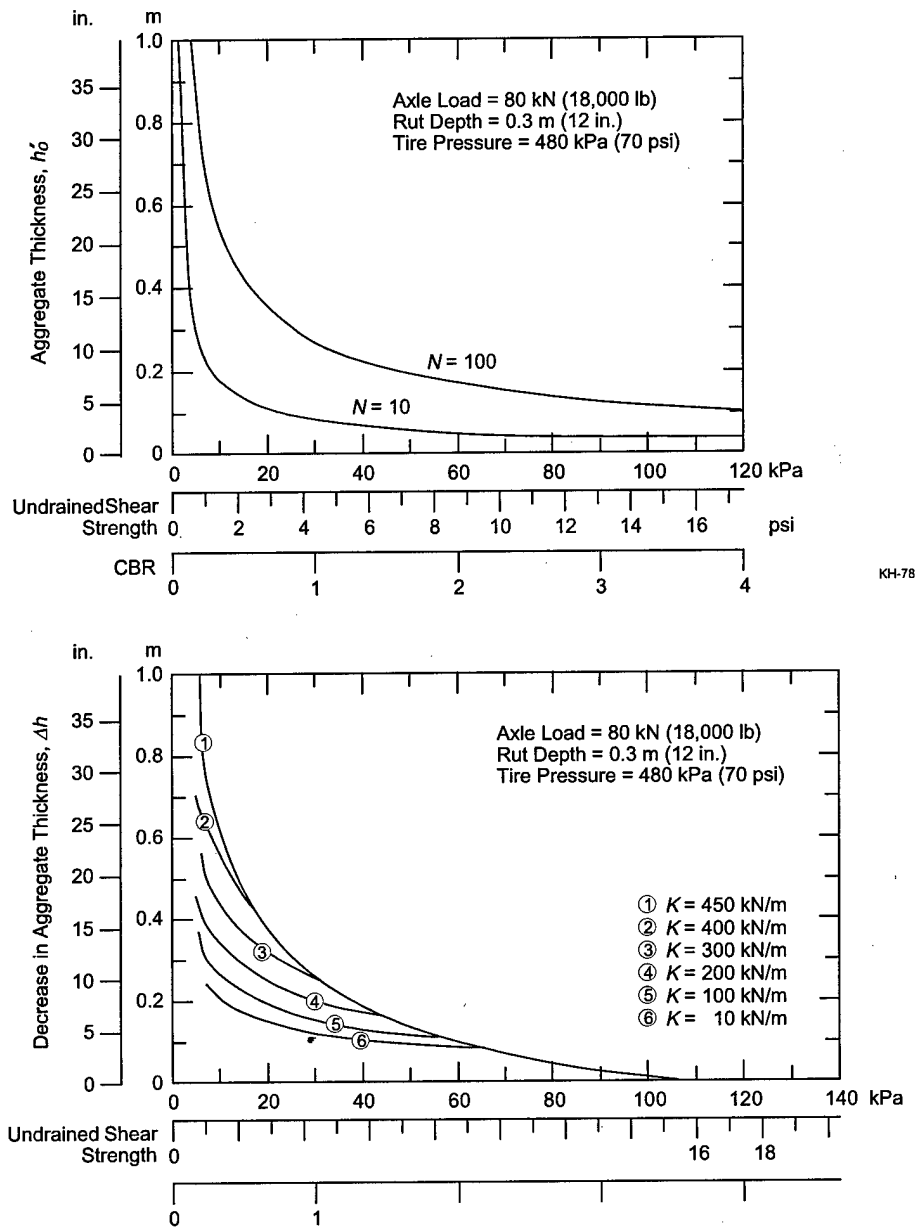 in.
m
1.0
0.8
0.6
0.4
0.2
0
35
30
25
20
15
10
5
0
Aggregate Thickness, h′o
Axle Load = 80 kN (18,000 lb)
Rut Depth = 0.3 m (12 in.)
Tire Pressure = 480 kPa (70 psi)
N = 100
N = 10
0 20 40 60 80 100 120 kPa
Undrained Shear
Strength 0 2 4 6 8 10 12 14 16 psi
CBR
0 1 2 3 4
KH-78
in.
m
1.0
0.8
0.6
0.4
0.2
0
35
30
25
20
15
10
5
0
Decrease in Aggregate Thickness, Δh
Axle Load = 80 kN (18,000 lb)
Rut Depth = 0.3 m (12 in.)
Tire Pressure = 480 kPa (70 psi)
1
2
3
4
5
6
① K = 450 kN/m
② K = 400 kN/m
③ K = 300 kN/m
④ K = 200 kN/m
⑤ K = 100 kN/m
⑥ K = 10 kN/m
0 20 40 60 80 100 120 140 kPa
Undrained Shear
Strength 0 16 18
0 1